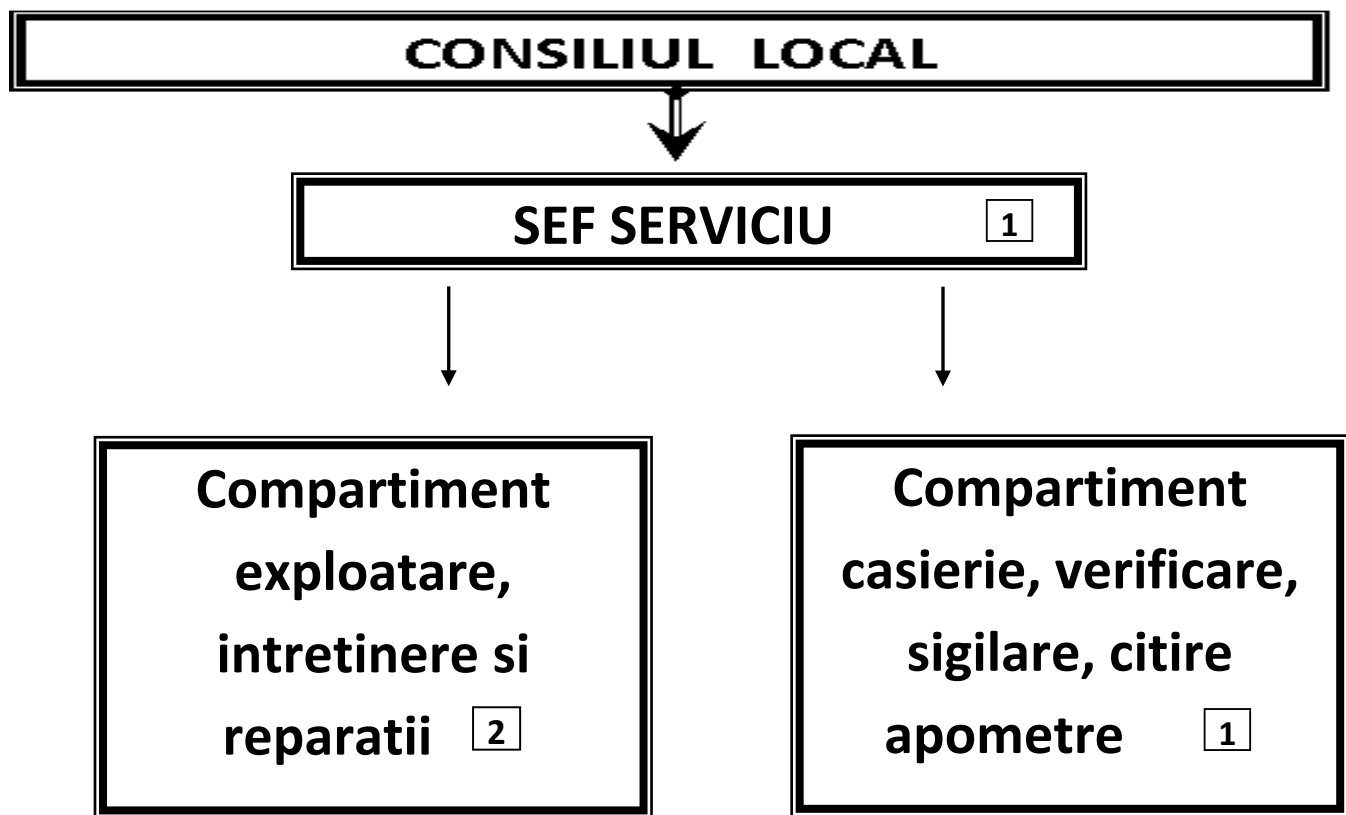 CONSILIUL LOCAL
SEF SERVICIU 1
Compartiment
exploatare,
intretinere si
reparatii 2
Compartiment
casierie, verificare,
sigilare, citire
apometre 1